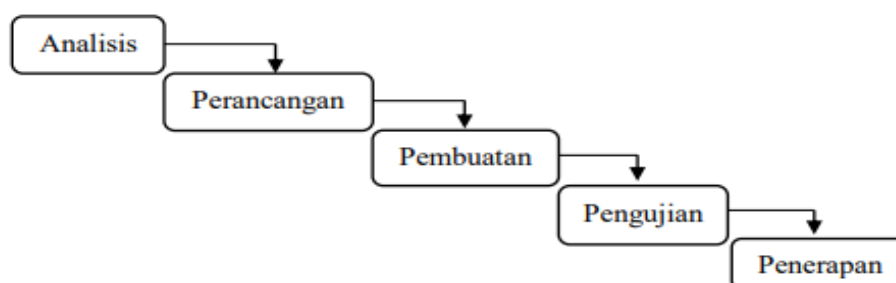 Analisis
Perancangan
Pembuatan
Pengujian
Penerapan